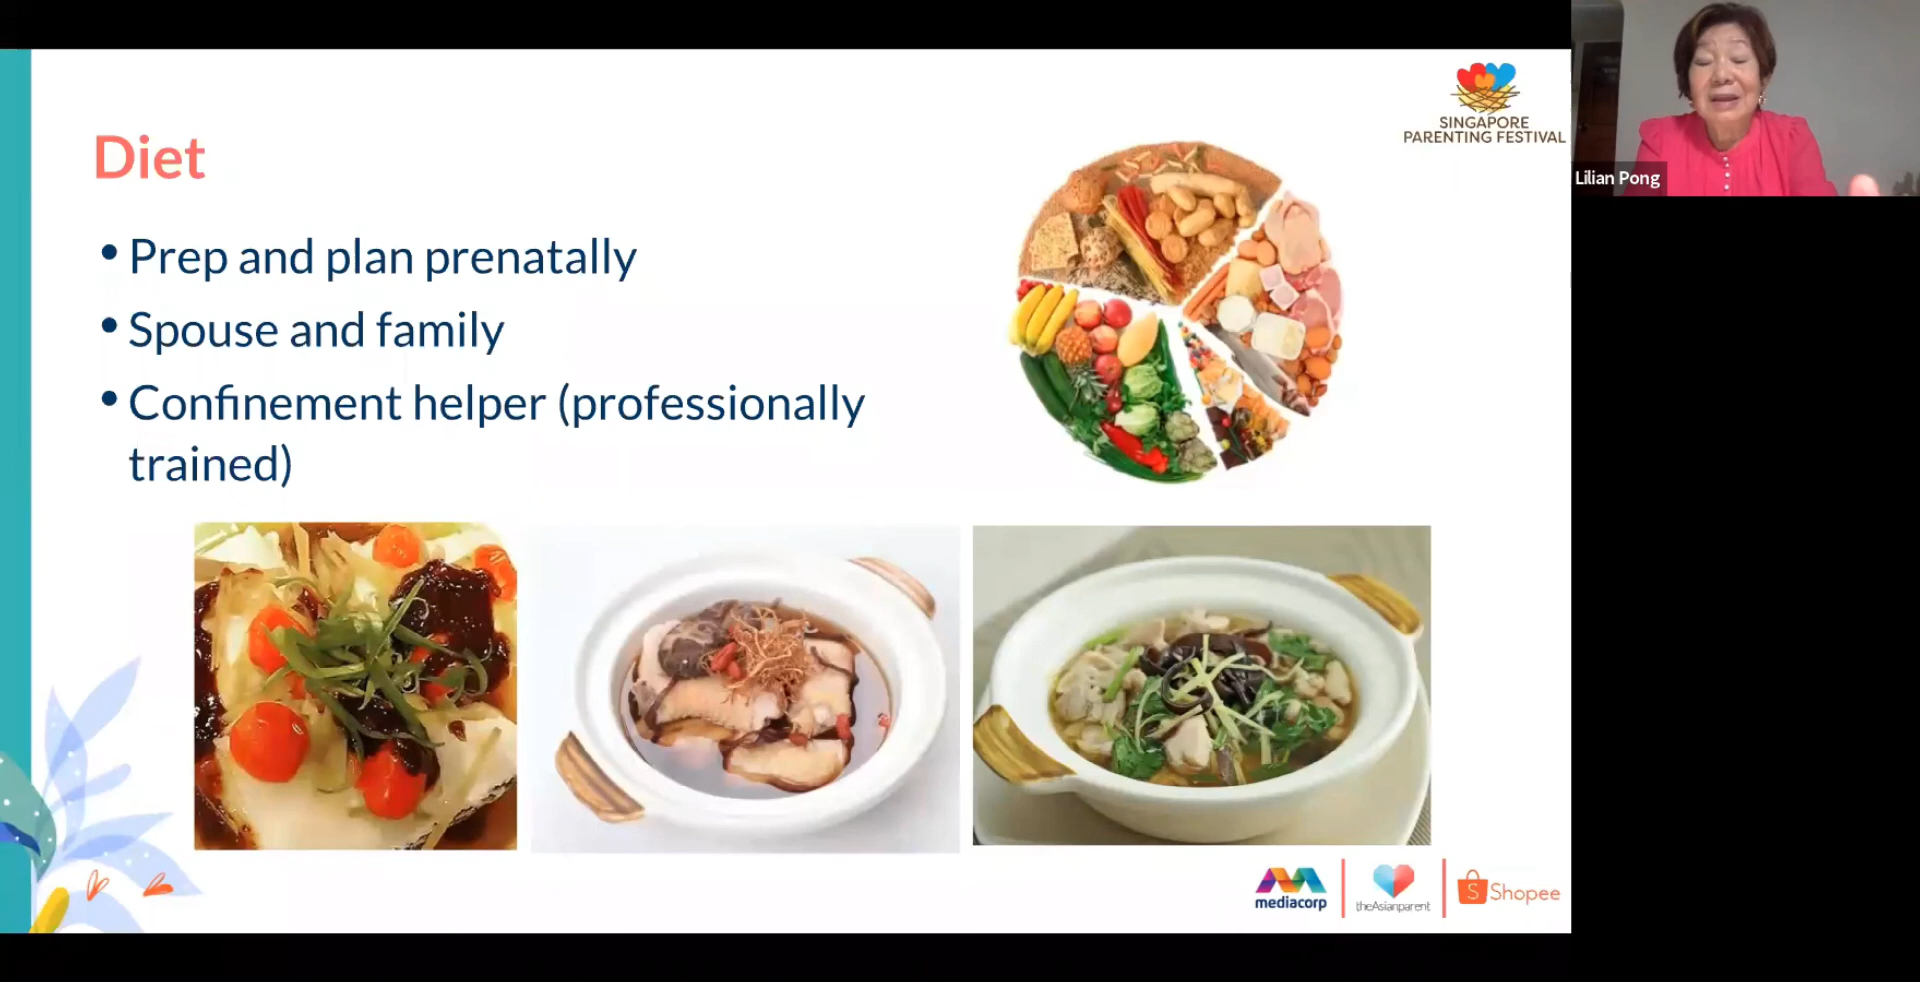 SINGAPORE
PARENTING FESTIVAL
Lilian Pong
Diet
• Prep and plan prenatally
• Spouse and family
• Confinement helper (professionally
trained)
mediacorp
theAsianparent
S Shopee